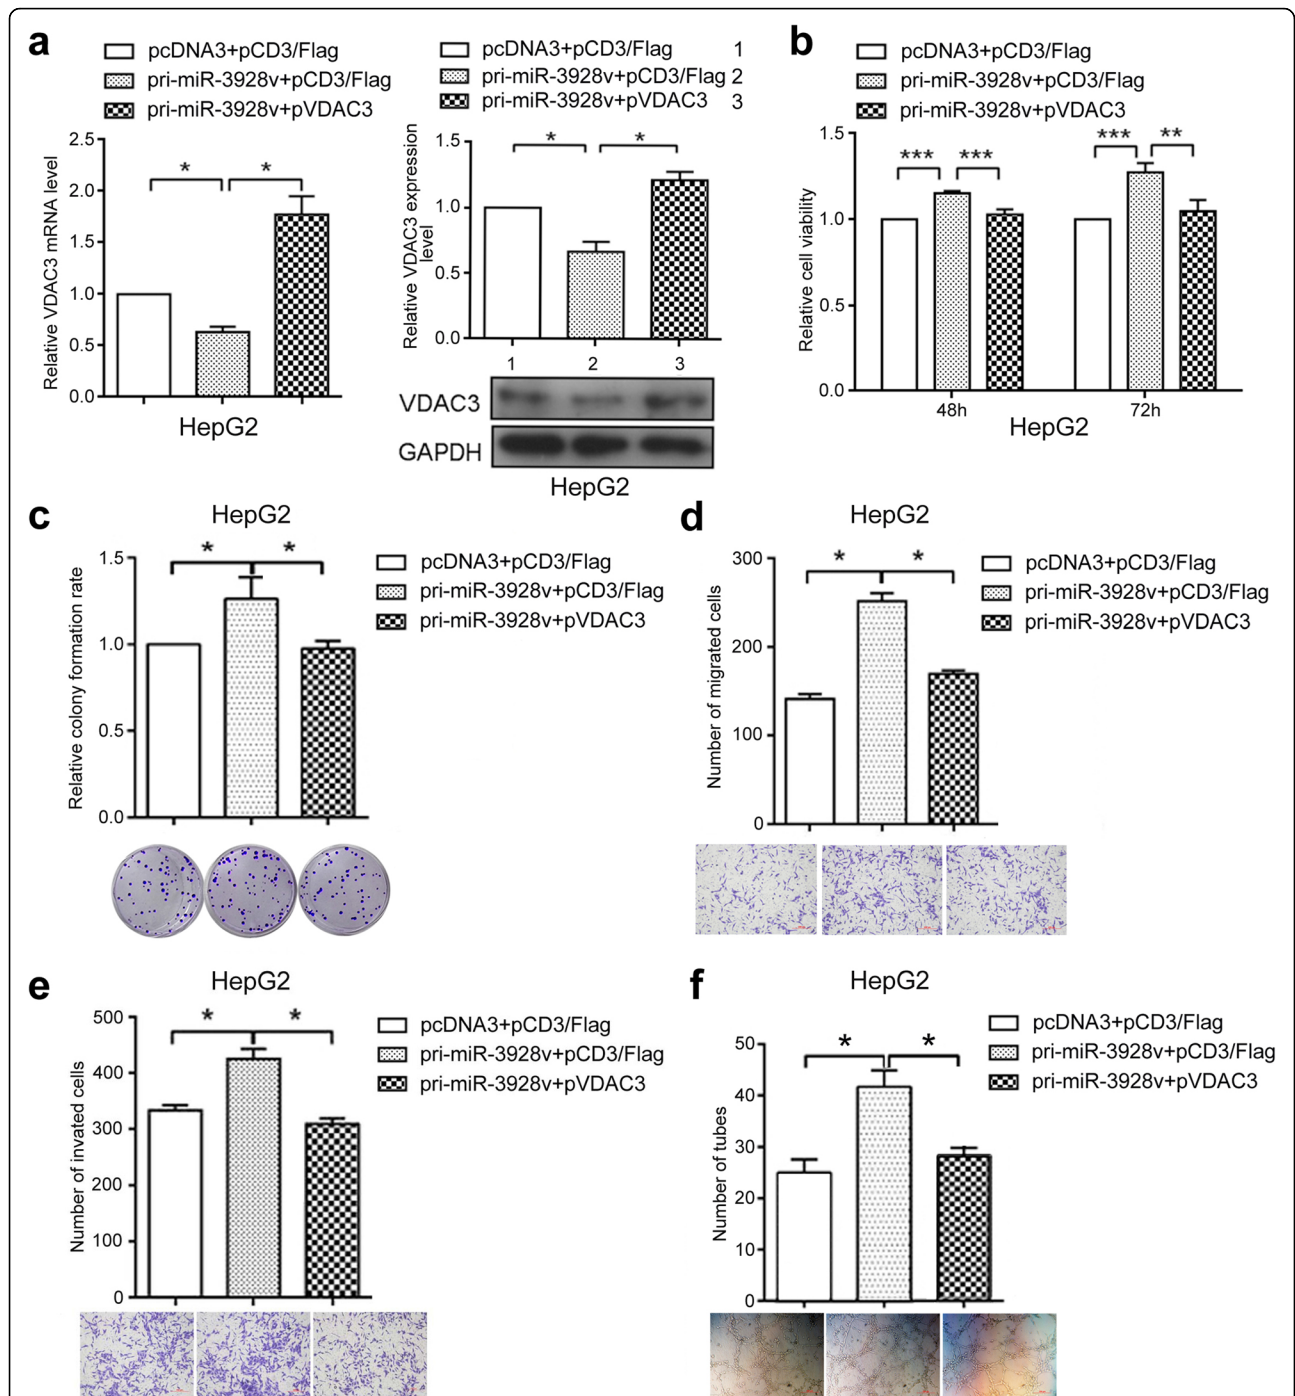 a
pcDNA3+pCD3/Flag
pri-miR-3928v+pCD3/Flag
pri-miR-3928v+pVDAC3
Relative VDAC3 mRNA level
2.5
2.0
1.5
1.0
0.5
0.0
* *
HepG2
pcDNA3+pCD3/Flag 1
pri-miR-3928v+pCD3/Flag 2
pri-miR-3928v+pVDAC3 3
Relative VDAC3 expression
level
1.5
1.0
0.5
0.0
* *
1 2 3
VDAC3
GAPDH
HepG2
b
pcDNA3+pCD3/Flag
pri-miR-3928v+pCD3/Flag
pri-miR-3928v+pVDAC3
Relative cell viability
1.5
1.0
0.5
0.0
*** *** *** **
48h 72h
HepG2
c
HepG2
pcDNA3+pCD3/Flag
pri-miR-3928v+pCD3/Flag
pri-miR-3928v+pVDAC3
Relative colony formation rate
1.5
1.0
0.5
0.0
* *
d
HepG2
pcDNA3+pCD3/Flag
pri-miR-3928v+pCD3/Flag
pri-miR-3928v+pVDAC3
Number of migrated cells
300
200
100
0
* *
e
HepG2
pcDNA3+pCD3/Flag
pri-miR-3928v+pCD3/Flag
pri-miR-3928v+pVDAC3
Number of invated cells
500
400
300
200
100
0
* *
f
HepG2
pcDNA3+pCD3/Flag
pri-miR-3928v+pCD3/Flag
pri-miR-3928v+pVDAC3
Number of tubes
50
40
30
20
10
0
* *